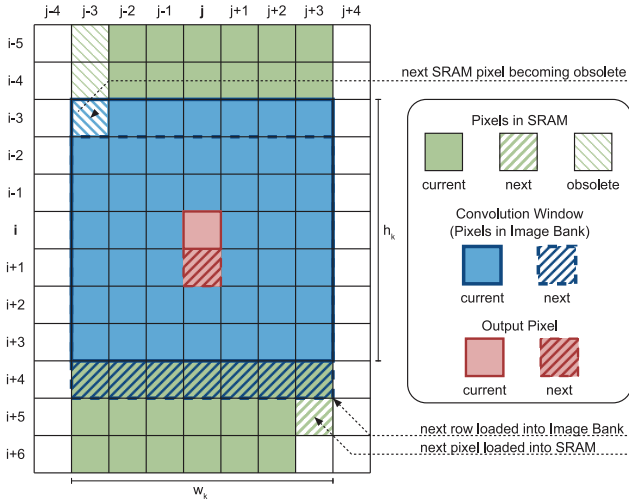 j-4 j-3 j-2 j-1 j j+1 j+2 j+3 j+4
i-5
i-4
i-3
i-2
i-1
i
i+1
i+2
i+3
i+4
i+5
i+6
h_k
w_k
next SRAM pixel becoming obsolete
Pixels in SRAM
current next obsolete
Convolution Window
(Pixels in Image Bank)
current next
Output Pixel
current next
next row loaded into Image Bank
next pixel loaded into SRAM